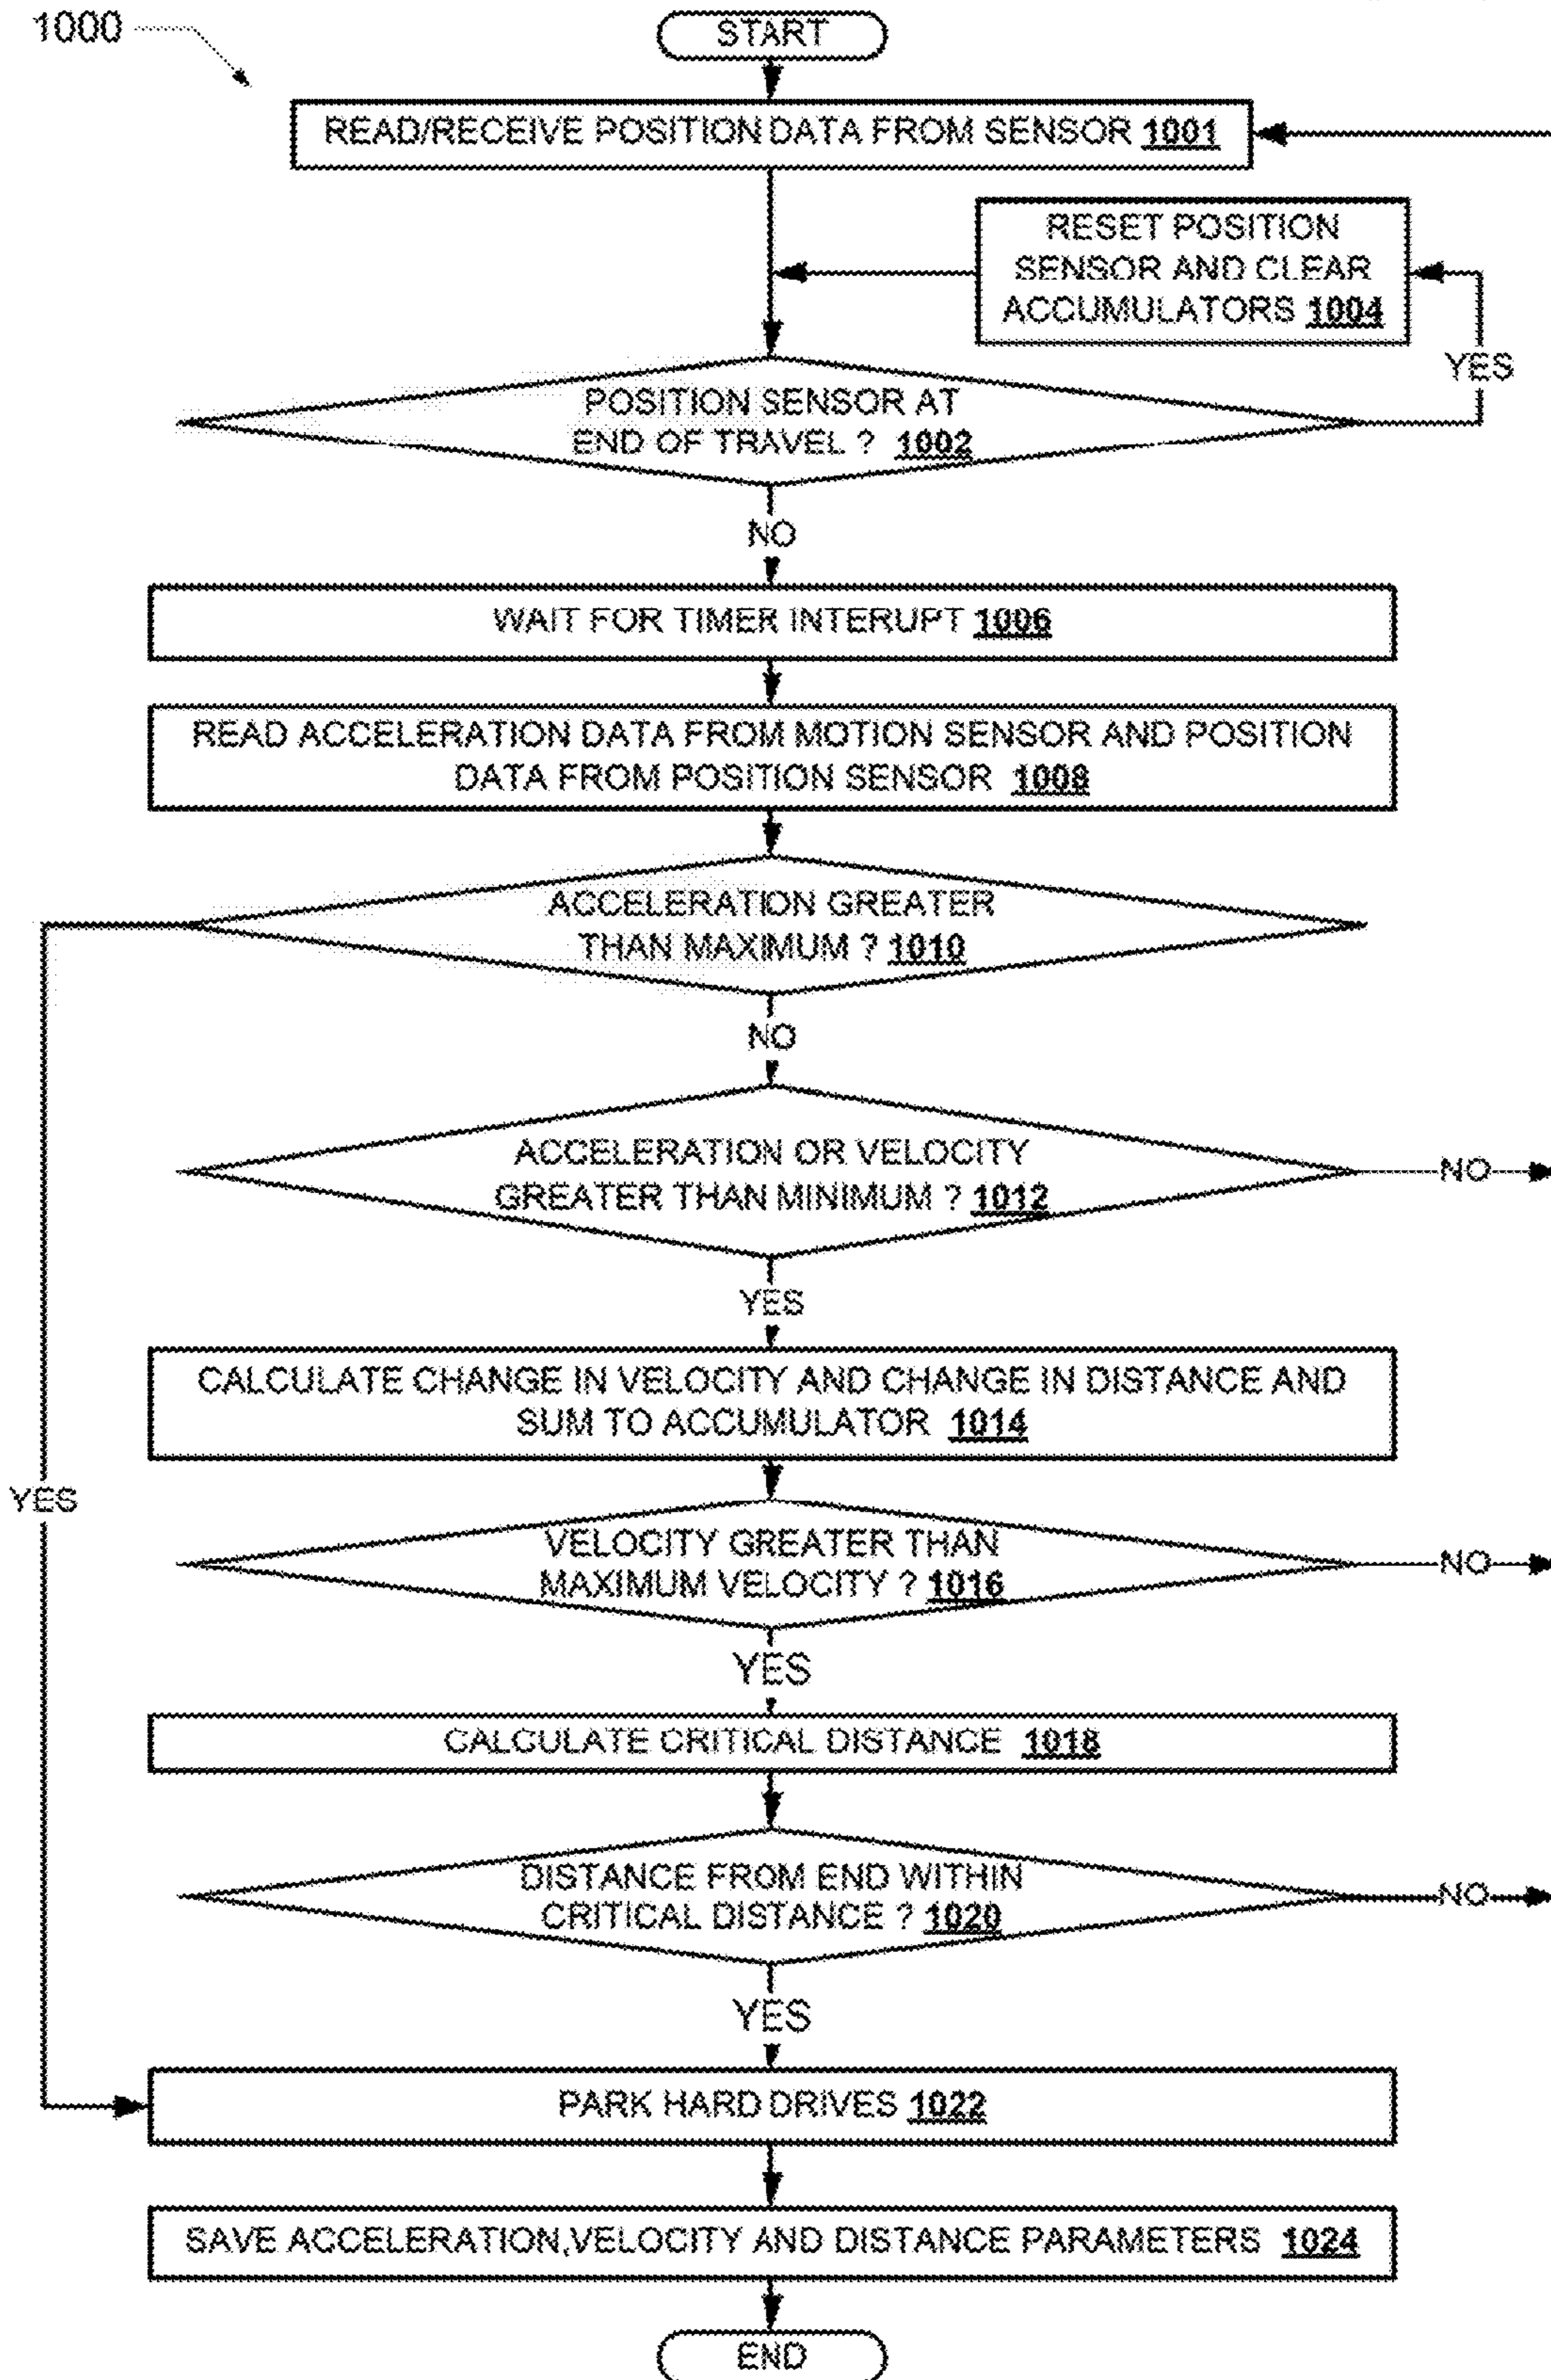 1000
START
READ/RECEIVE POSITION DATA FROM SENSOR 1001
RESET POSITION
SENSOR AND CLEAR
ACCUMULATORS 1004
YES
POSITION SENSOR AT
END OF TRAVEL ? 1002
NO
WAIT FOR TIMER INTERUPT 1006
READ ACCELERATION DATA FROM MOTION SENSOR AND POSITION
DATA FROM POSITION SENSOR 1008
ACCELERATION GREATER
THAN MAXIMUM ? 1010
NO
ACCELERATION OR VELOCITY
GREATER THAN MINIMUM ? 1012
NO
YES
CALCULATE CHANGE IN VELOCITY AND CHANGE IN DISTANCE AND
SUM TO ACCUMULATOR 1014
YES
VELOCITY GREATER THAN
MAXIMUM VELOCITY ? 1016
NO
YES
CALCULATE CRITICAL DISTANCE 1018
DISTANCE FROM END WITHIN
CRITICAL DISTANCE ? 1020
NO
YES
PARK HARD DRIVES 1022
SAVE ACCELERATION,VELOCITY AND DISTANCE PARAMETERS 1024
END